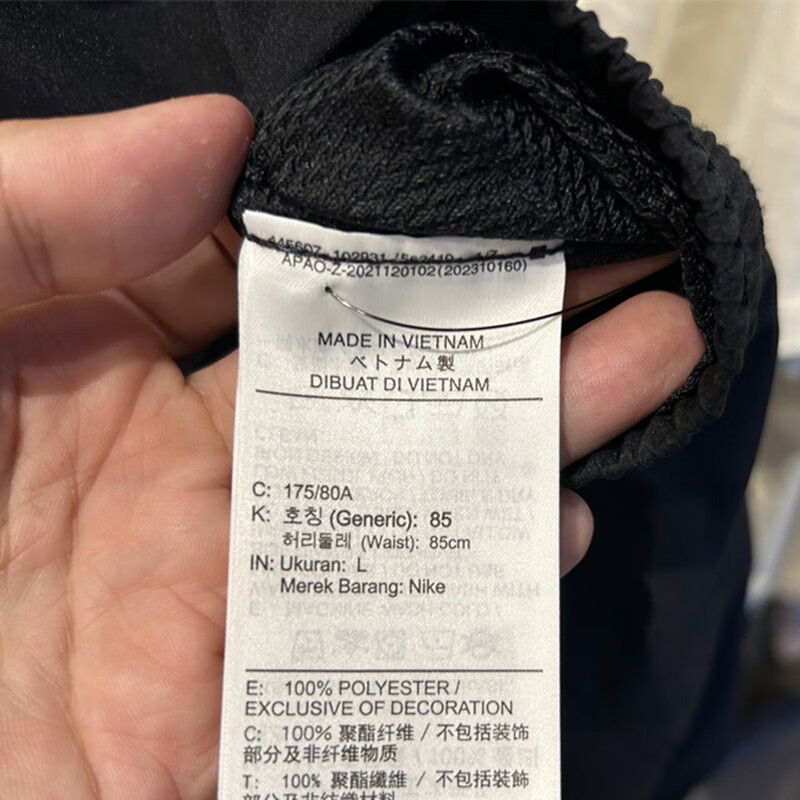 APAO-Z-2021120102(202310160)
MADE IN VIETNAM
ベトナム製
DIBUAT DI VIETNAM
C: 175/80A
K: 호칭 (Generic): 85
허리둘레 (Waist): 85cm
IN: Ukuran: L
Merek Barang: Nike
E: 100% POLYESTER /
EXCLUSIVE OF DECORATION
C: 100% 聚酯纤维 / 不包括装饰
部分及非纤维物质
T: 100% 聚酯纖維 / 不包括裝飾